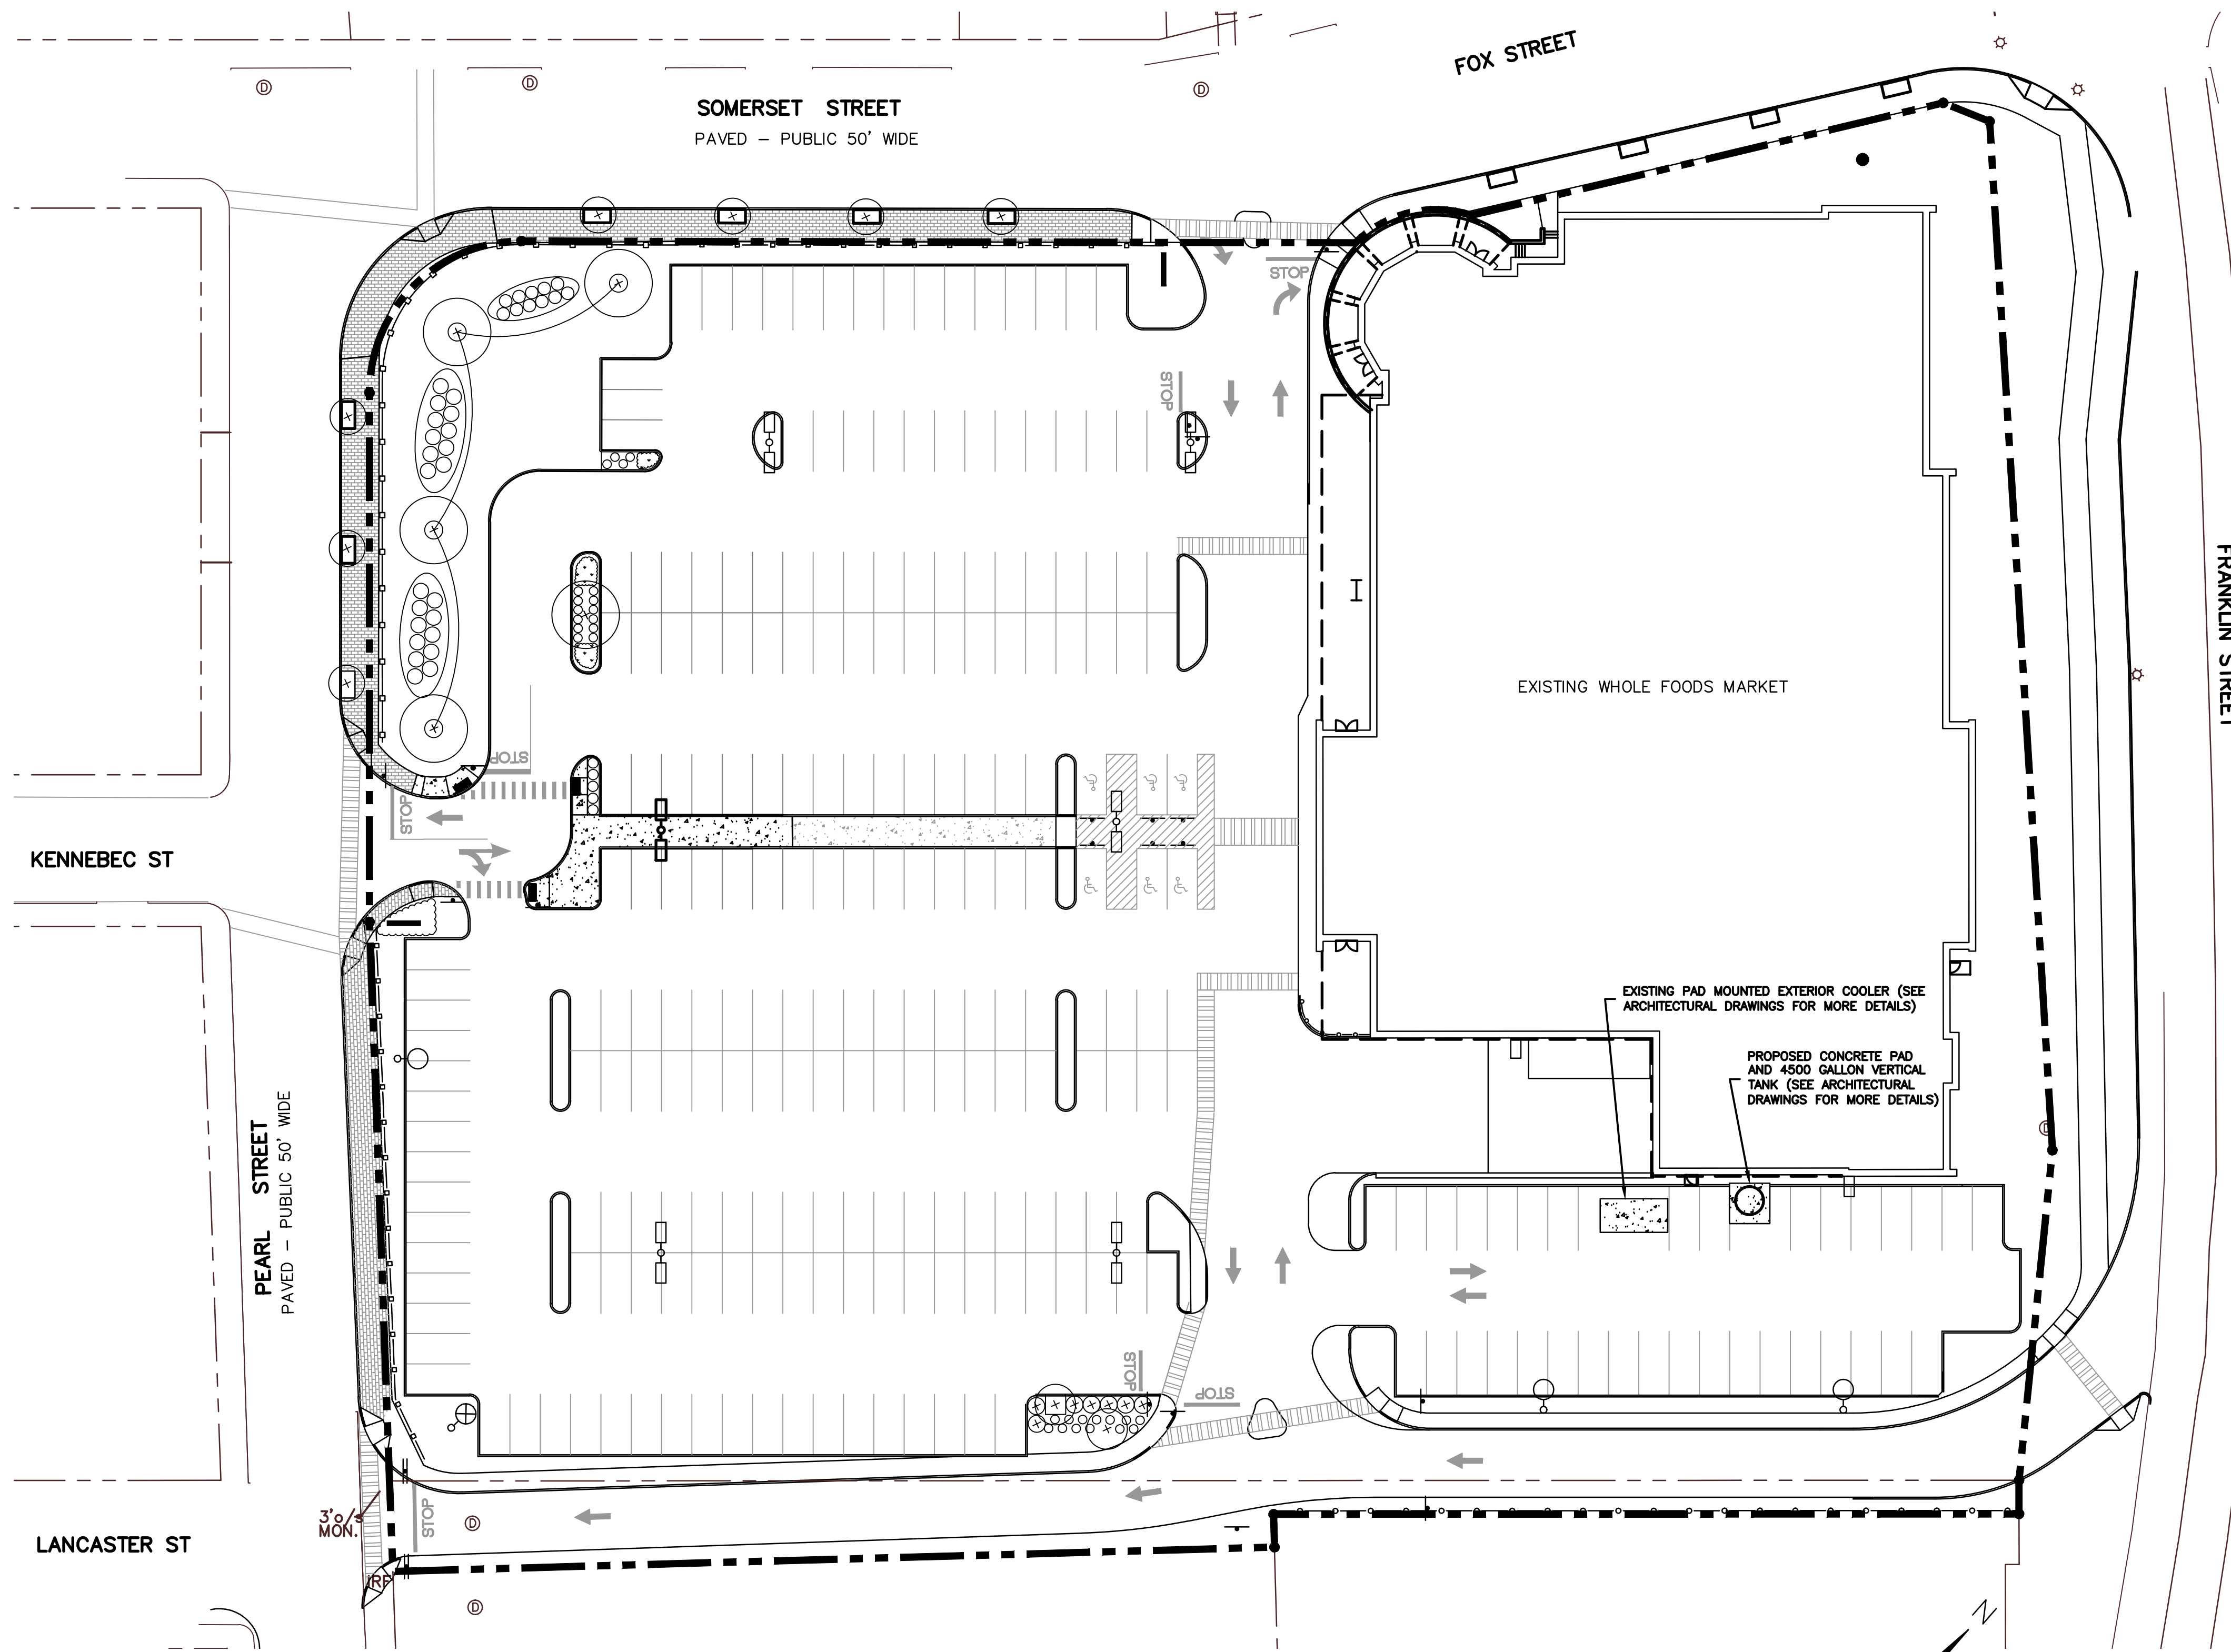 FOX STREET
SOMERSET STREET
PAVED – PUBLIC 50' WIDE
STOP
STOP
FRANKLIN STREET
EXISTING WHOLE FOODS MARKET
STOP
STOP
KENNEBEC ST
EXISTING PAD MOUNTED EXTERIOR COOLER (SEE
ARCHITECTURAL DRAWINGS FOR MORE DETAILS)
PROPOSED CONCRETE PAD
AND 4500 GALLON VERTICAL
TANK (SEE ARCHITECTURAL
DRAWINGS FOR MORE DETAILS)
PEARL STREET
PAVED – PUBLIC 50' WIDE
STOP
STOP
STOP
3'o/s
MON.
LANCASTER ST
N
D
D
D
D
D
D